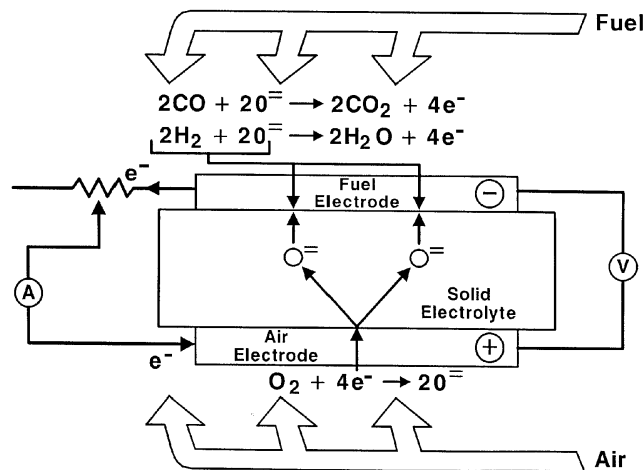 Fuel
2CO + 2O⁼ → 2CO₂ + 4e⁻
2H₂ + 2O⁼ → 2H₂O + 4e⁻
e⁻
Fuel
Electrode
−
O⁼ O⁼
A
V
Solid
Electrolyte
Air
Electrode
+
e⁻
O₂ + 4e⁻ → 2O⁼
Air